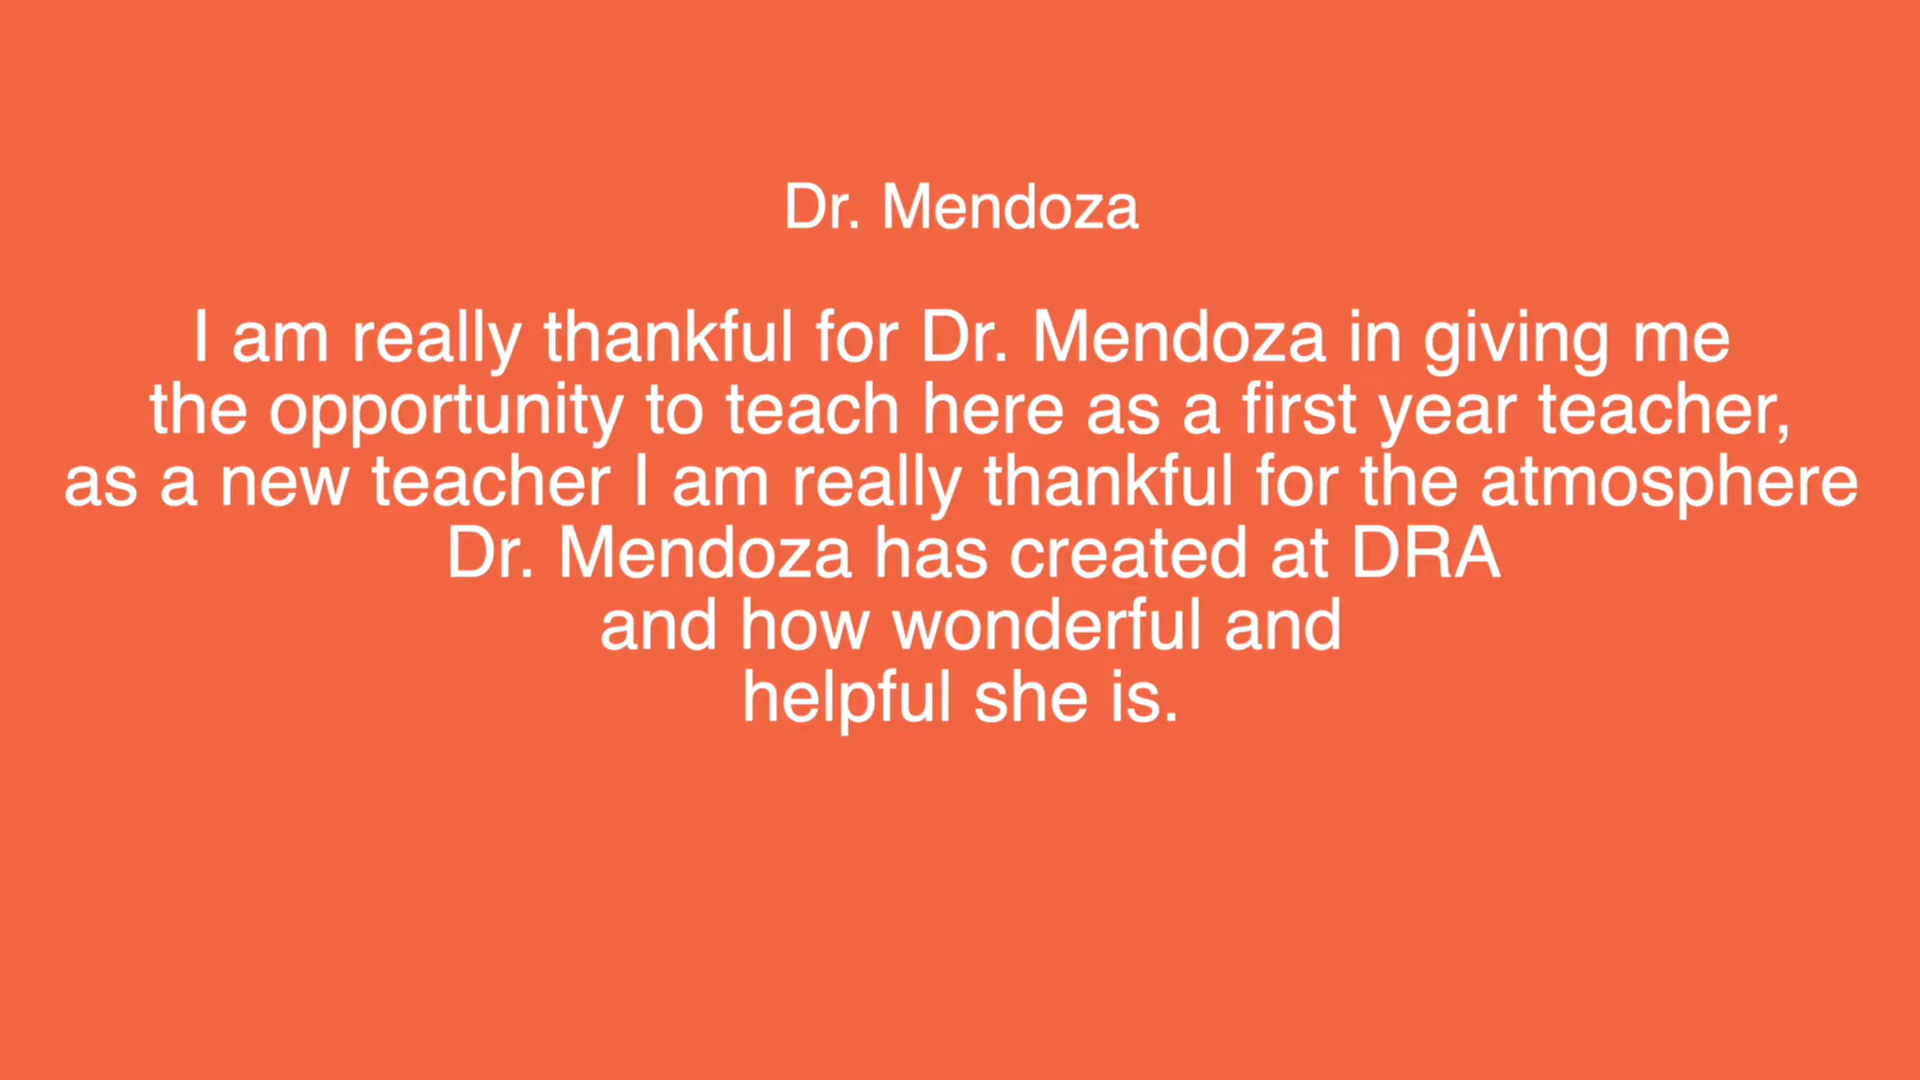 Dr. Mendoza
I am really thankful for Dr. Mendoza in giving me
the opportunity to teach here as a first year teacher,
as a new teacher I am really thankful for the atmosphere
Dr. Mendoza has created at DRA
and how wonderful and
helpful she is.